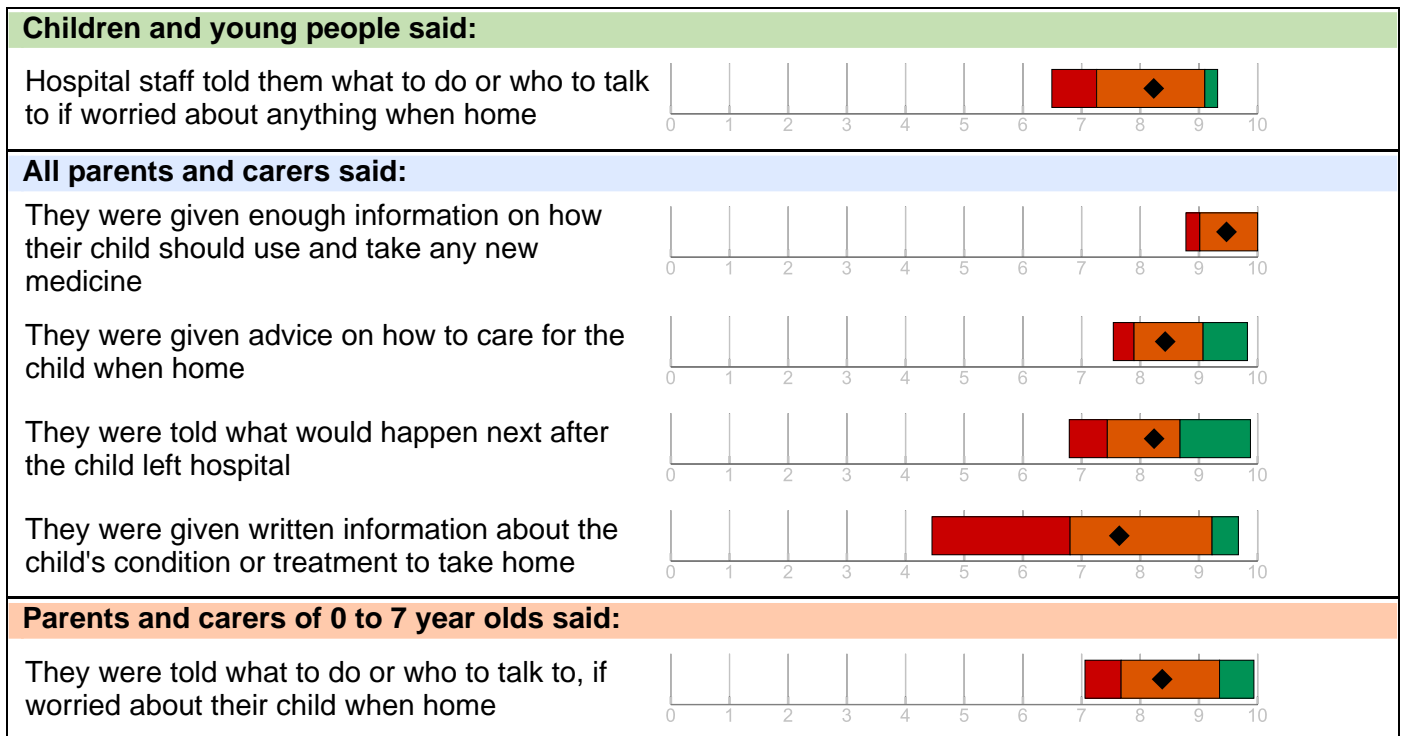 Children and young people said:
Hospital staff told them what to do or who to talk
to if worried about anything when home
0 1 2 3 4 5 6 7 8 9 10
All parents and carers said:
They were given enough information on how
their child should use and take any new
medicine
0 1 2 3 4 5 6 7 8 9 10
They were given advice on how to care for the
child when home
0 1 2 3 4 5 6 7 8 9 10
They were told what would happen next after
the child left hospital
0 1 2 3 4 5 6 7 8 9 10
They were given written information about the
child's condition or treatment to take home
0 1 2 3 4 5 6 7 8 9 10
Parents and carers of 0 to 7 year olds said:
They were told what to do or who to talk to, if
worried about their child when home
0 1 2 3 4 5 6 7 8 9 10